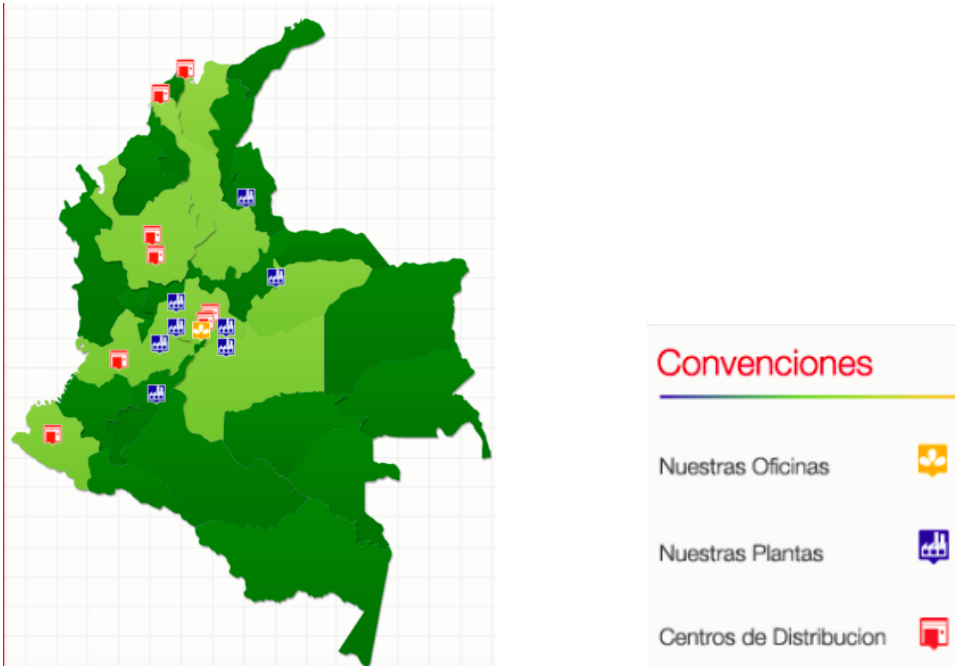 Convenciones
Nuestras Oficinas
Nuestras Plantas
Centros de Distribucion